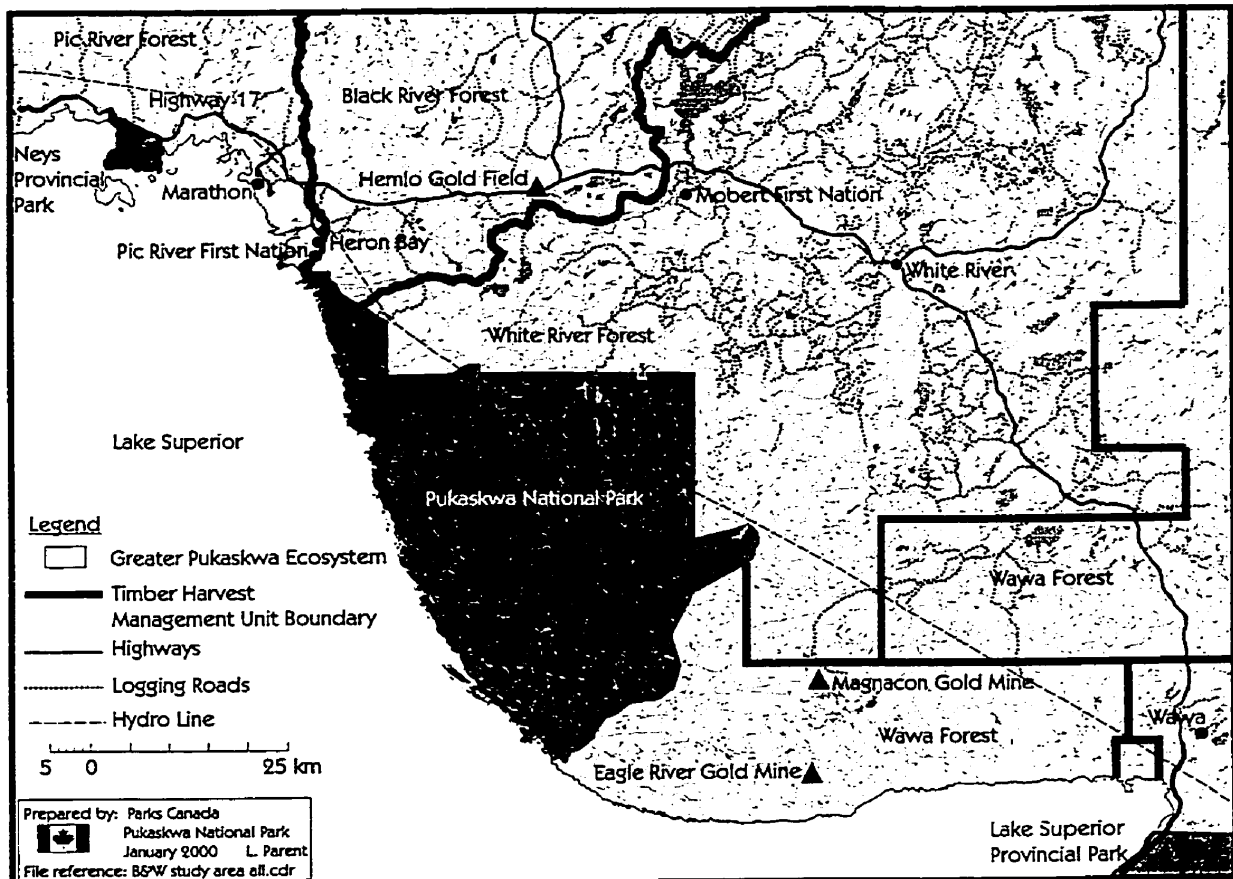 Pic River Forest
Highway 17
Black River Forest
Neys
Provincial
Park
Marathon
Hemlo Gold Field
Mobert First Nation
Pic River First Nation
Heron Bay
White River
White River Forest
Lake Superior
Pukaskwa National Park
Legend
Greater Pukaskwa Ecosystem
Timber Harvest
Management Unit Boundary
Highways
Logging Roads
Hydro Line
5 0 25 km
Wawa Forest
Magnacon Gold Mine
Wawa
Wawa Forest
Eagle River Gold Mine
Lake Superior
Provincial Park
Prepared by: Parks Canada
Pukaskwa National Park
January 2000 L. Parent
File reference: B&W study area all.cdr